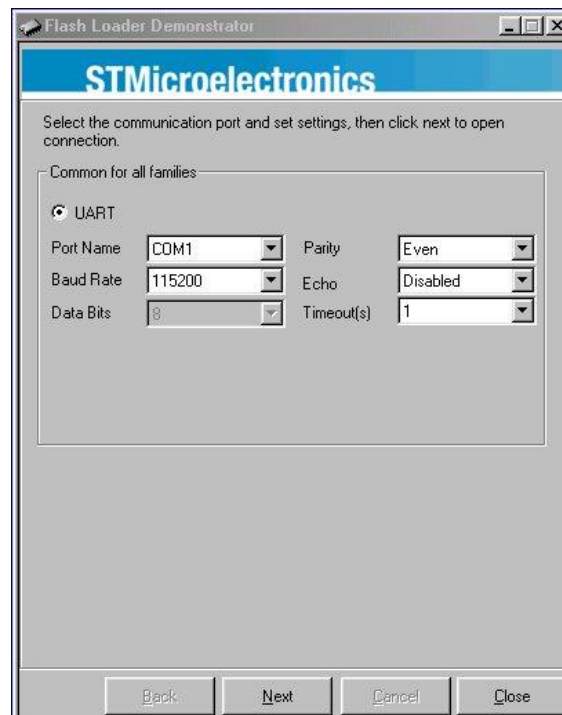 Flash Loader Demonstrator
STMicroelectronics
Select the communication port and set settings, then click next to open
connection.
Common for all families
UART
Port Name COM1 Parity Even
Baud Rate 115200 Echo Disabled
Data Bits 8 Timeout(s) 1
Back Next Cancel Close